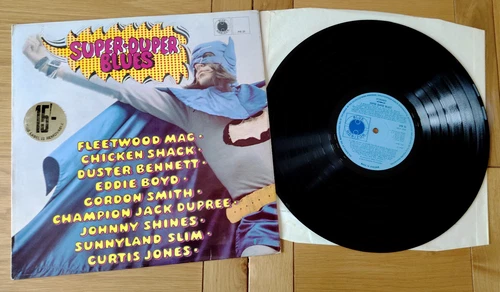 SUPER-DUPER
BLUES
15/-
FLEETWOOD MAC•
CHICKEN SHACK•
DUSTER BENNETT•
EDDIE BOYD•
GORDON SMITH•
CHAMPION JACK DUPREE•
JOHNNY SHINES•
SUNNYLAND SLIM•
CURTIS JONES•